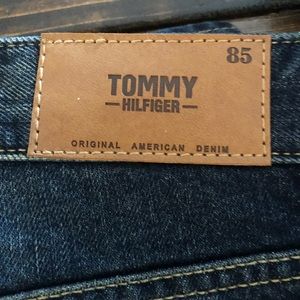 85
TOMMY
HILFIGER
ORIGINAL AMERICAN DENIM